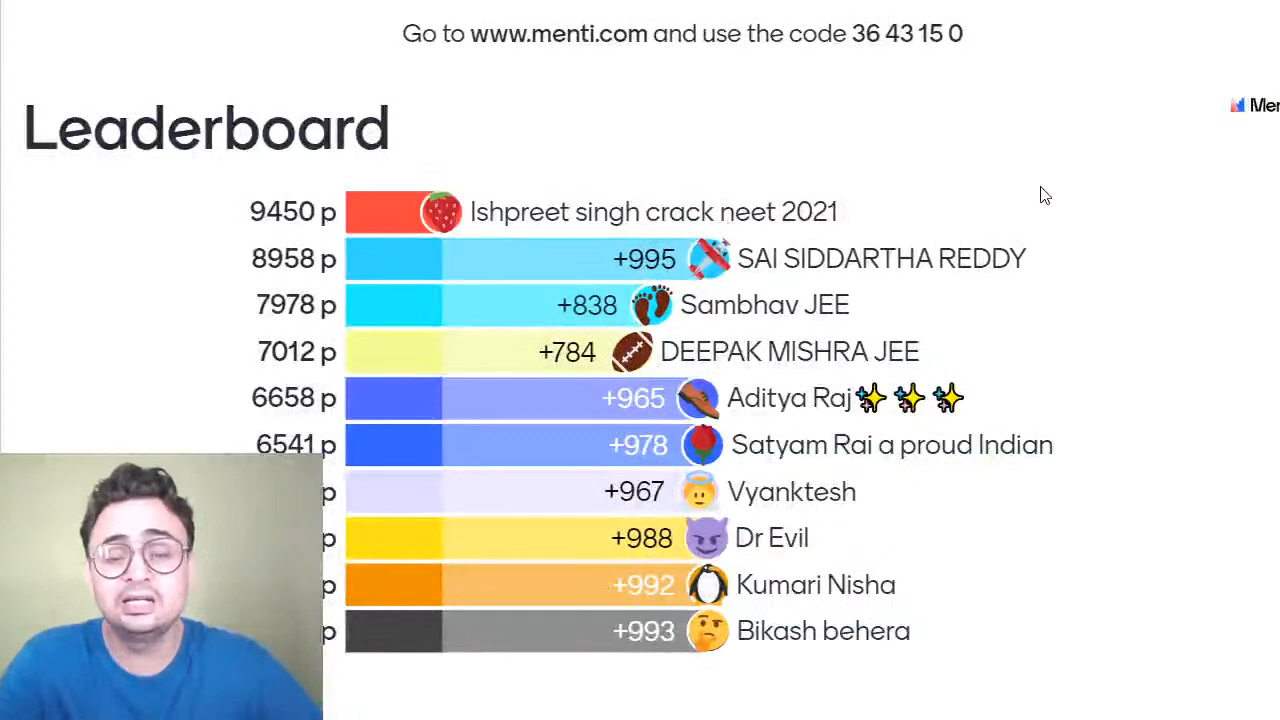 Go to www.menti.com and use the code 36 43 15 0
Men
Leaderboard
9450 p Ishpreet singh crack neet 2021
8958 p +995 SAI SIDDARTHA REDDY
7978 p +838 Sambhav JEE
7012 p +784 DEEPAK MISHRA JEE
6658 p +965 Aditya Raj✨✨✨
6541 p +978 Satyam Rai a proud Indian
p +967 Vyanktesh
p +988 Dr Evil
p +992 Kumari Nisha
p +993 Bikash behera